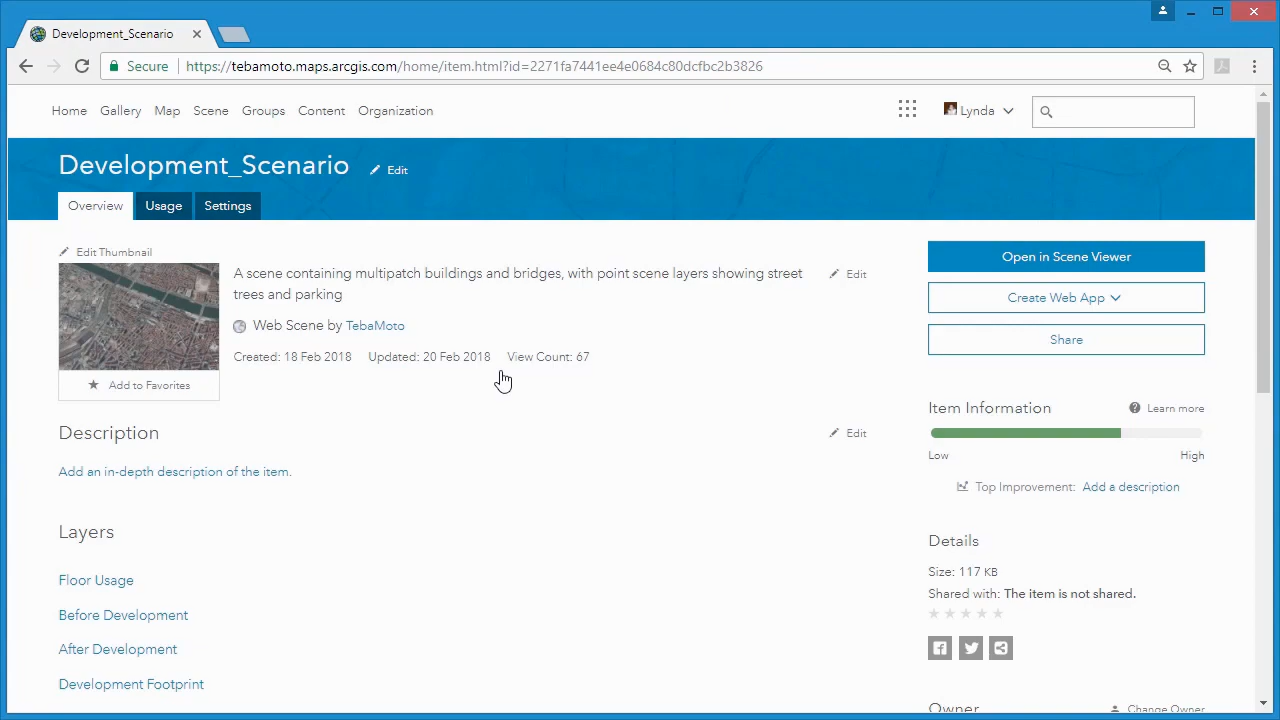 Development_Scenario
Secure https://tebamoto.maps.arcgis.com/home/item.html?id=2271fa7441ee4e0684c80dcfbc2b3826
Home Gallery Map Scene Groups Content Organization Lynda
Development_Scenario Edit
Overview Usage Settings
Edit Thumbnail
A scene containing multipatch buildings and bridges, with point scene layers showing street
trees and parking
Edit
Web Scene by TebaMoto
Created: 18 Feb 2018 Updated: 20 Feb 2018 View Count: 67
Add to Favorites
Description Edit
Add an in-depth description of the item.
Layers
Floor Usage
Before Development
After Development
Development Footprint
Open in Scene Viewer
Create Web App
Share
Item Information Learn more
Low High
Top Improvement: Add a description
Details
Size: 117 KB
Shared with: The item is not shared.
Owner Change Owner